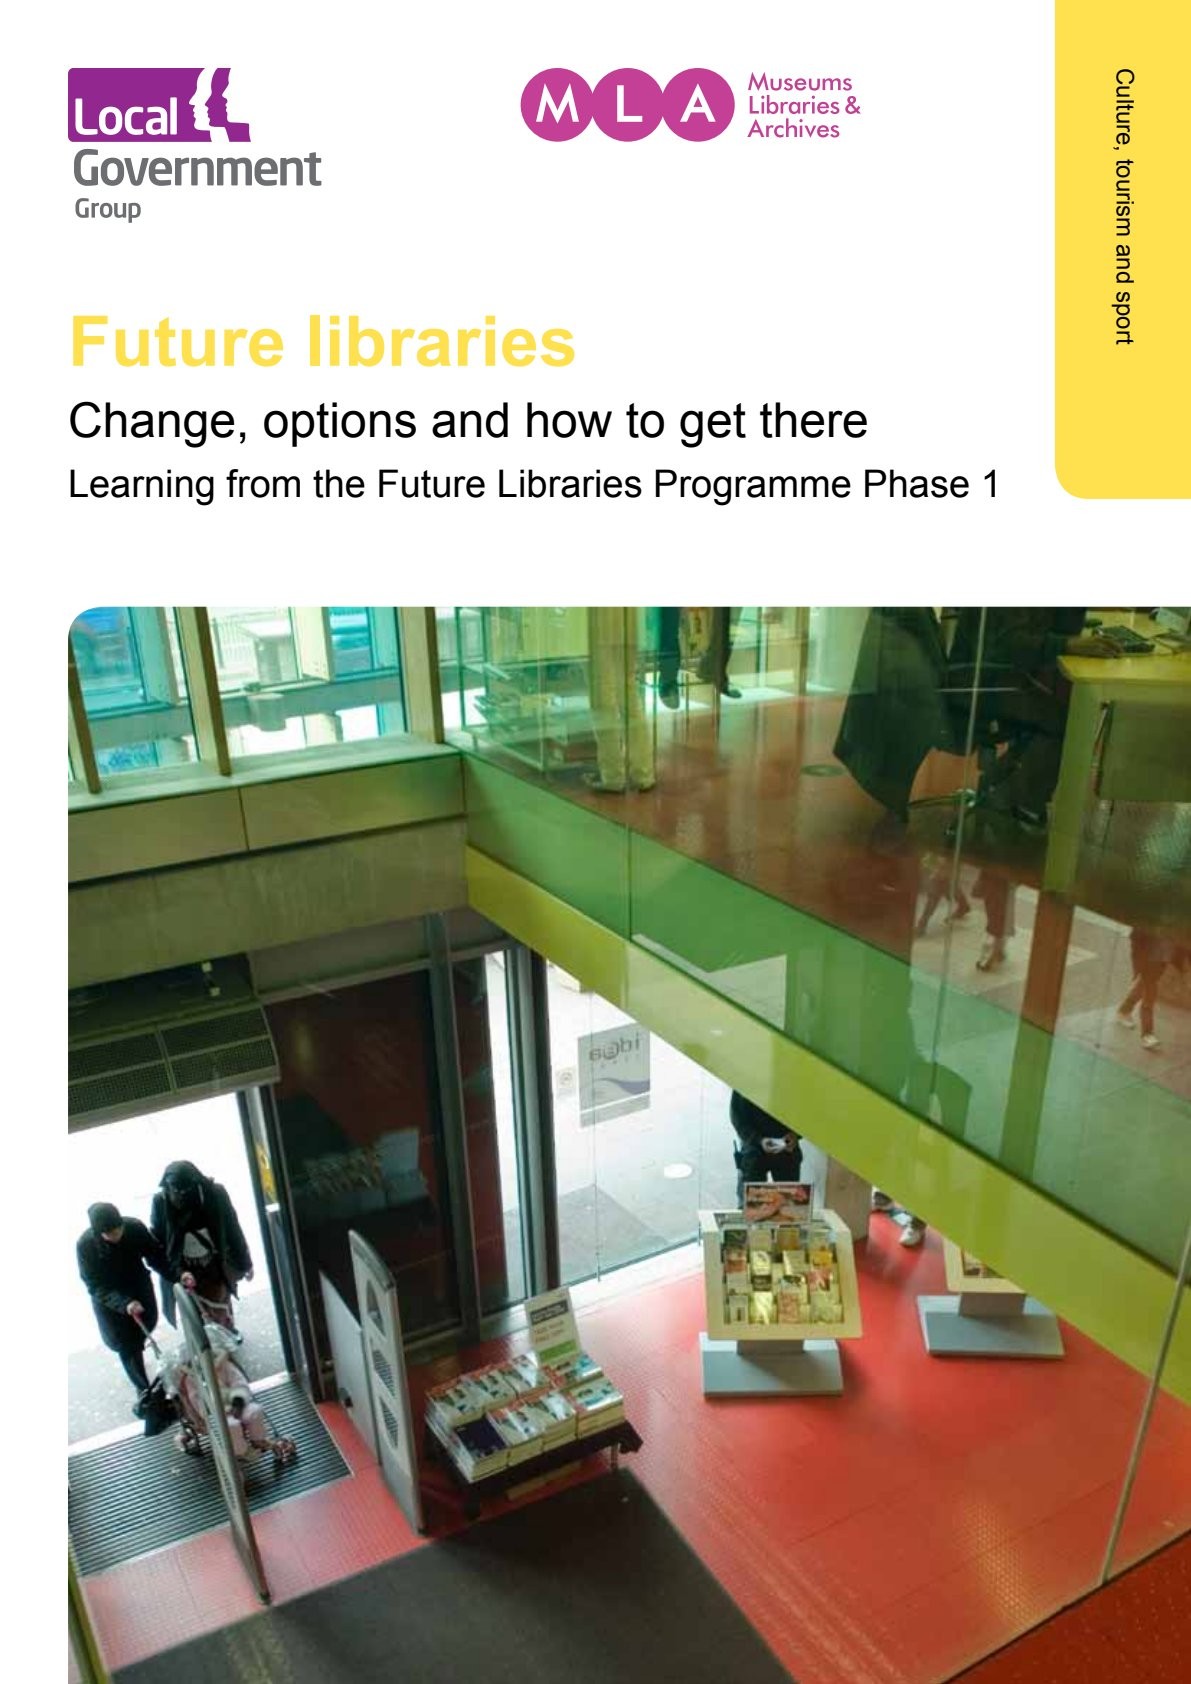 Local
Government
Group
MLA
Museums
Libraries &
Archives
Culture, tourism and sport
Future libraries
Change, options and how to get there
Learning from the Future Libraries Programme Phase 1
idea